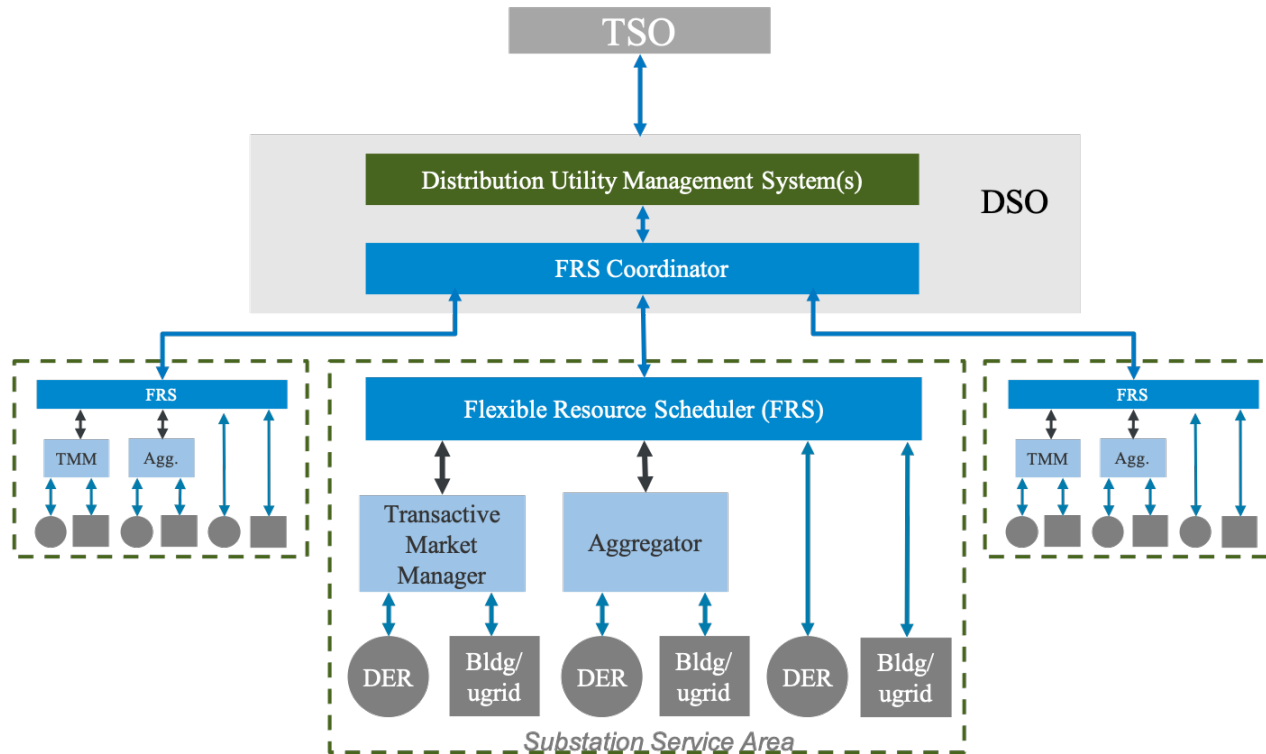 TSO
Distribution Utility Management System(s)
DSO
FRS Coordinator
FRS
TMM
Agg.
Flexible Resource Scheduler (FRS)
Transactive
Market
Manager
Aggregator
DER
Bldg/
ugrid
DER
Bldg/
ugrid
DER
Bldg/
ugrid
Substation Service Area
FRS
TMM
Agg.